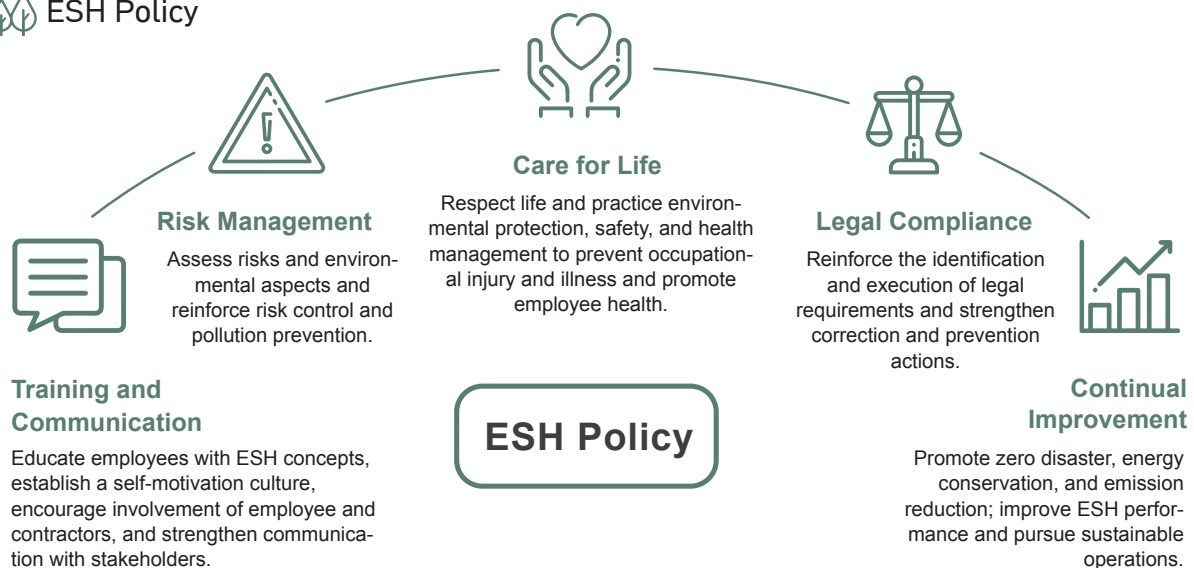 ESH Policy
Care for Life
Respect life and practice environ-
mental protection, safety, and health
management to prevent occupation-
al injury and illness and promote
employee health.
Risk Management
Assess risks and environ-
mental aspects and
reinforce risk control and
pollution prevention.
Legal Compliance
Reinforce the identification
and execution of legal
requirements and strengthen
correction and prevention
actions.
Training and
Communication
Educate employees with ESH concepts,
establish a self-motivation culture,
encourage involvement of employee and
contractors, and strengthen communica-
tion with stakeholders.
ESH Policy
Continual
Improvement
Promote zero disaster, energy
conservation, and emission
reduction; improve ESH perfor-
mance and pursue sustainable
operations.